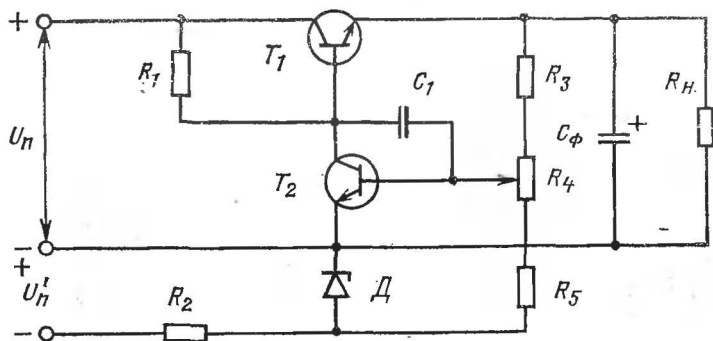 +
T₁
R₁
C₁
R₃
Rн.
Cф
+
Uп
T₂
R₄
−
−
+
U'п
R₂
Д
R₅
−